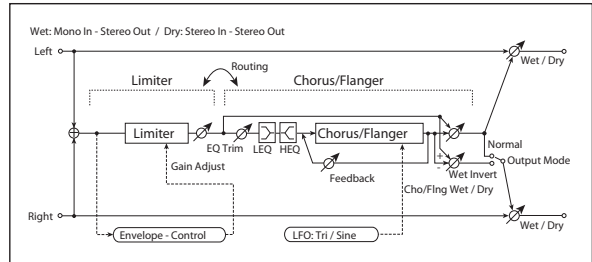 Wet: Mono In - Stereo Out / Dry: Stereo In - Stereo Out
Left
Wet / Dry
Routing
Limiter
Chorus/Flanger
Limiter
EQ Trim
LEQ
HEQ
Chorus/Flanger
Normal
Output Mode
+
-
Wet Invert
Gain Adjust
Feedback
Cho/Flng Wet / Dry
Right
Wet / Dry
Envelope - Control
LFO: Tri / Sine